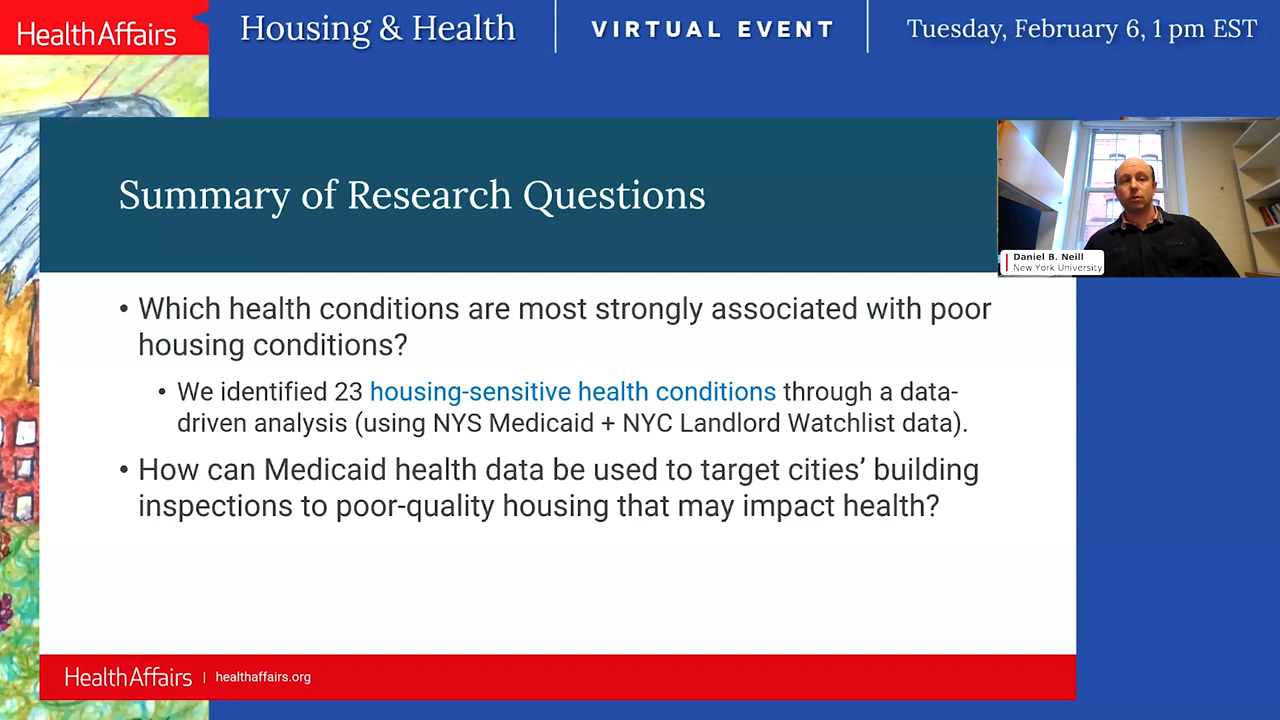 HealthAffairs
Housing & Health
VIRTUAL EVENT
Tuesday, February 6, 1 pm EST
Summary of Research Questions
Daniel B. Neill
New York University
• Which health conditions are most strongly associated with poor
housing conditions?
• We identified 23 housing-sensitive health conditions through a data-
driven analysis (using NYS Medicaid + NYC Landlord Watchlist data).
• How can Medicaid health data be used to target cities’ building
inspections to poor-quality housing that may impact health?
HealthAffairs | healthaffairs.org